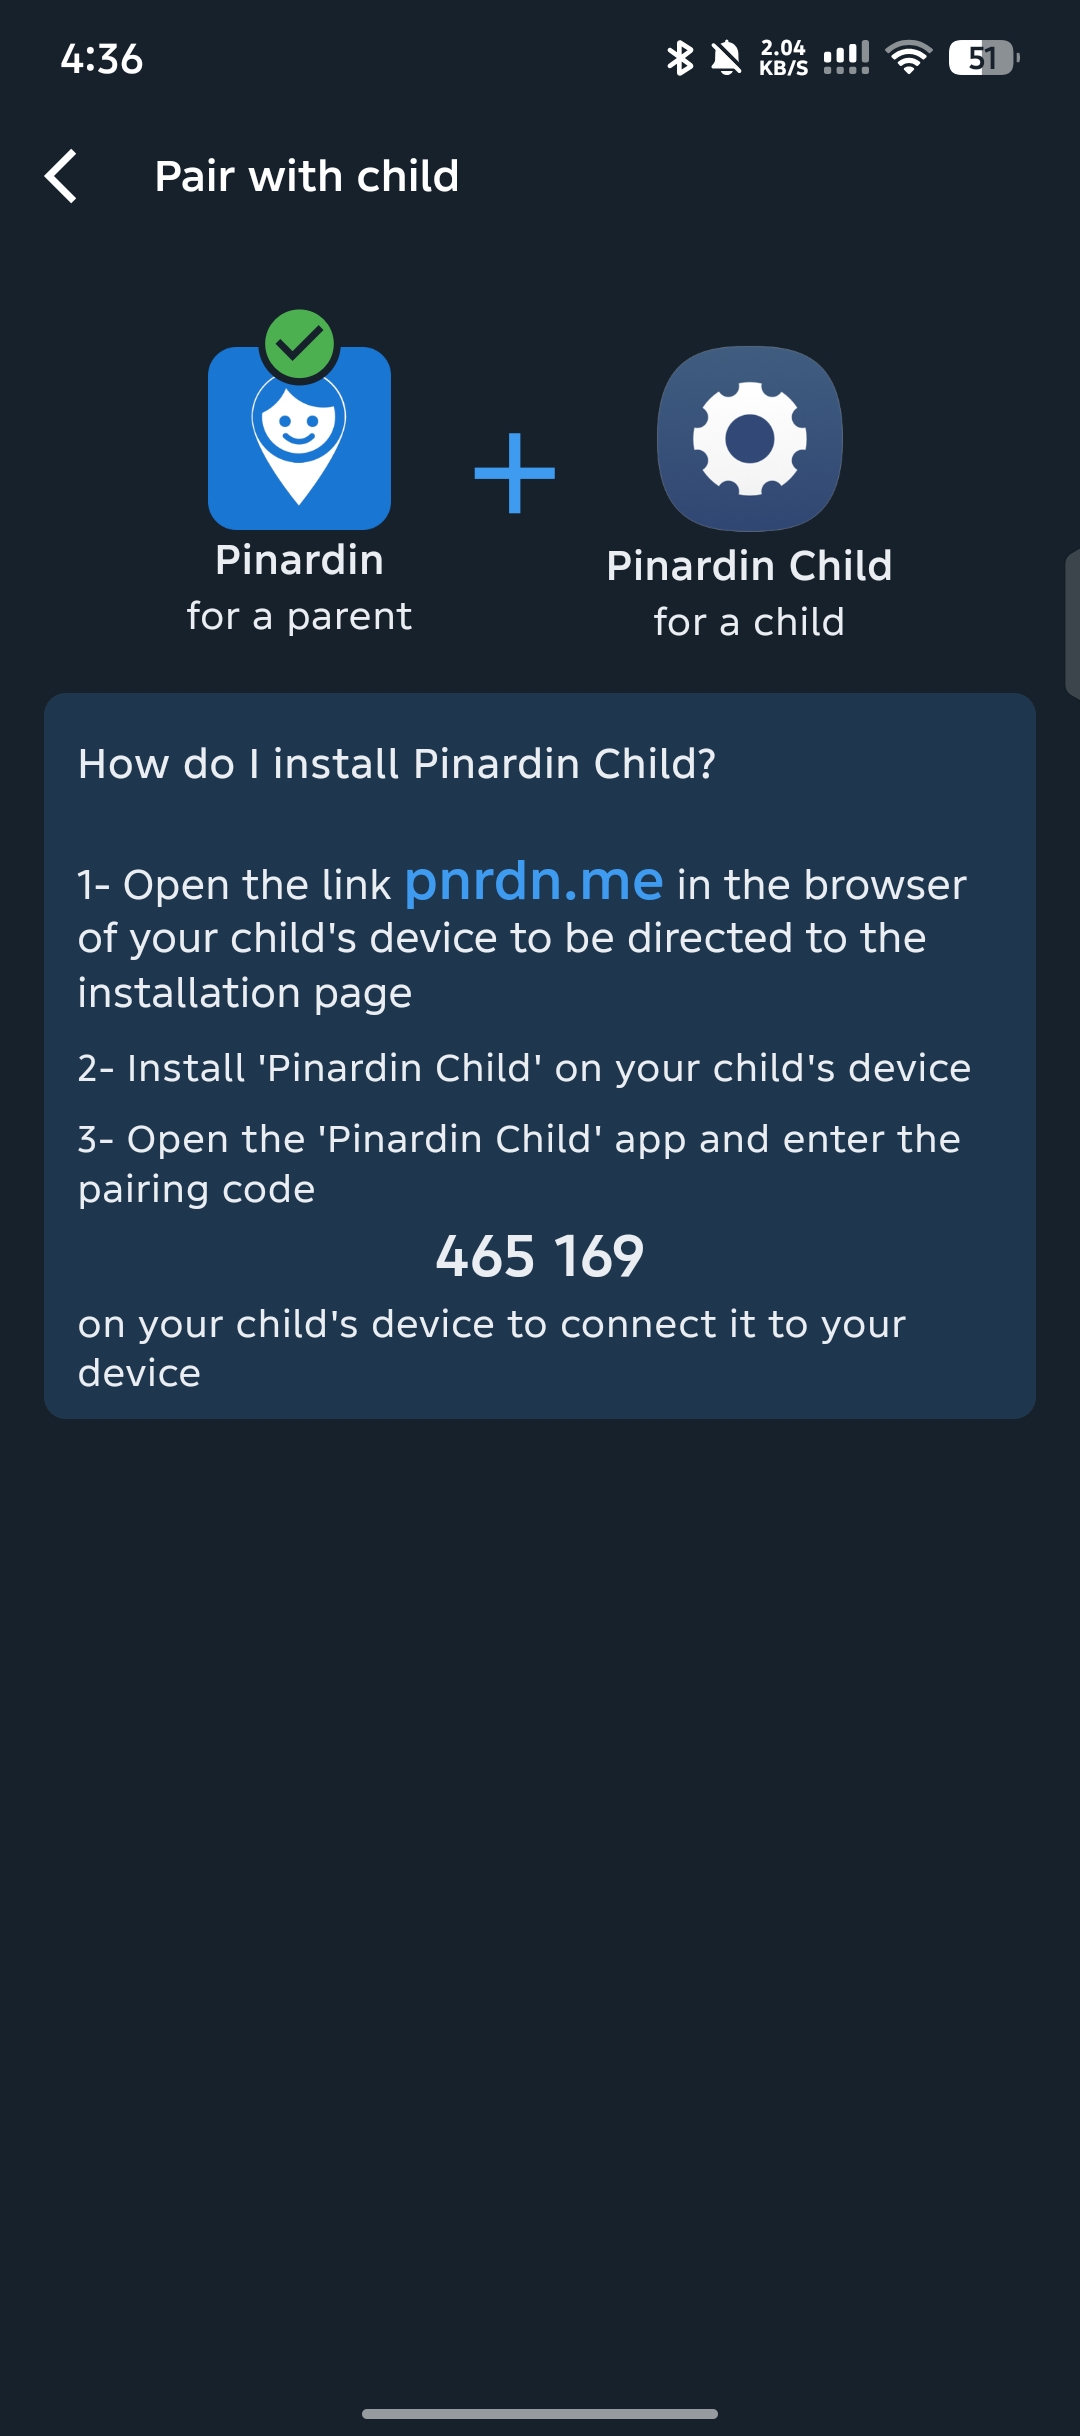 4:36
2.04
KB/S
51
Pair with child
Pinardin
for a parent
Pinardin Child
for a child
How do I install Pinardin Child?
1- Open the link pnrdn.me in the browser
of your child's device to be directed to the
installation page
2- Install 'Pinardin Child' on your child's device
3- Open the 'Pinardin Child' app and enter the
pairing code
465 169
on your child's device to connect it to your
device